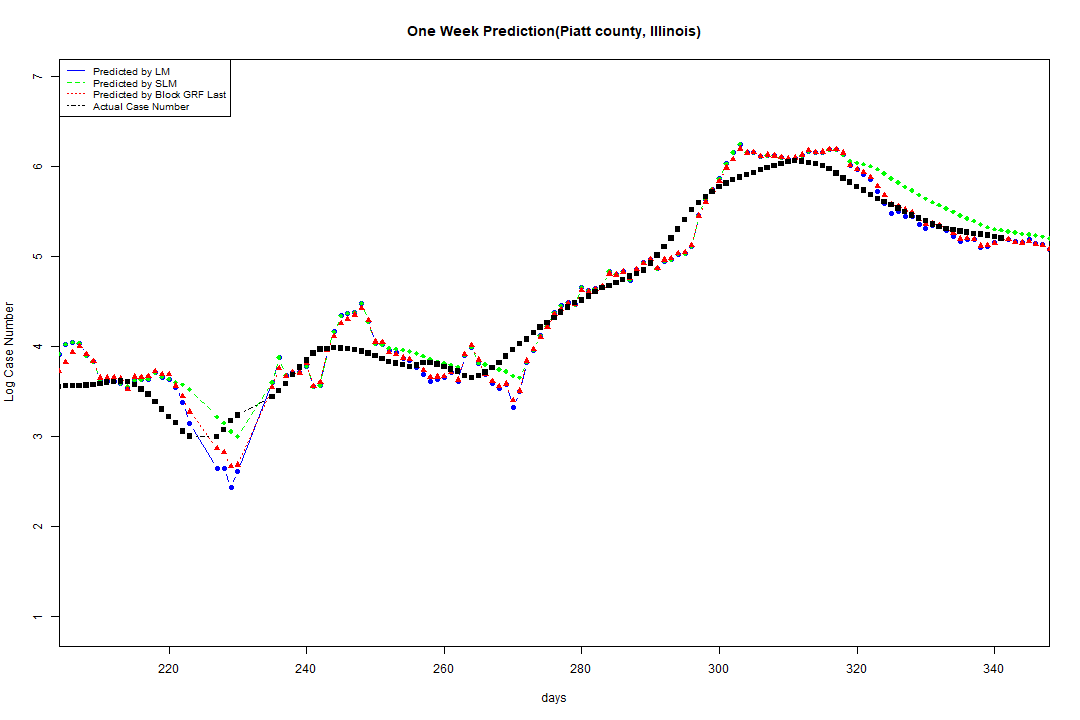 One Week Prediction(Piatt county, Illinois)
Predicted by LM
Predicted by SLM
Predicted by Block GRF Last
Actual Case Number
7
6
5
4
3
2
1
Log Case Number
220 240 260 280 300 320 340
days